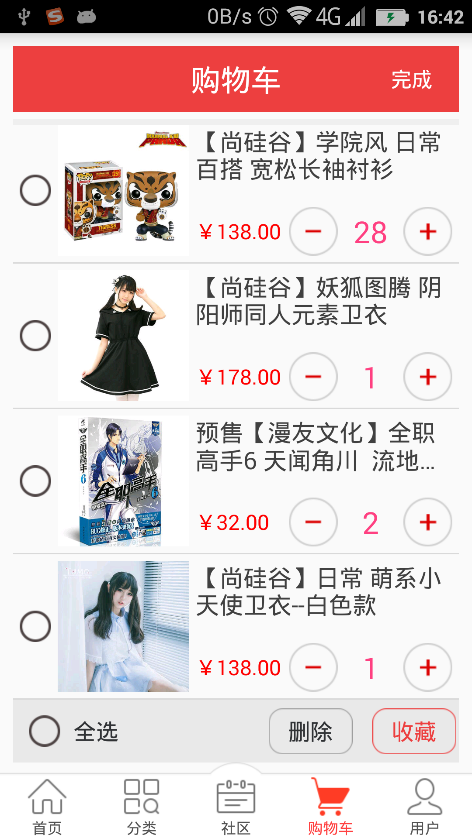 0B/s 4G 16:42
购物车 完成
【尚硅谷】学院风 日常
百搭 宽松长袖衬衫
￥138.00 − 28 +
【尚硅谷】妖狐图腾 阴
阳师同人元素卫衣
￥178.00 − 1 +
预售【漫友文化】全职
高手6 天闻角川 流地...
全职高手
￥32.00 − 2 +
【尚硅谷】日常 萌系小
天使卫衣--白色款
￥138.00 − 1 +
全选 删除 收藏
首页 分类 社区 购物车 用户